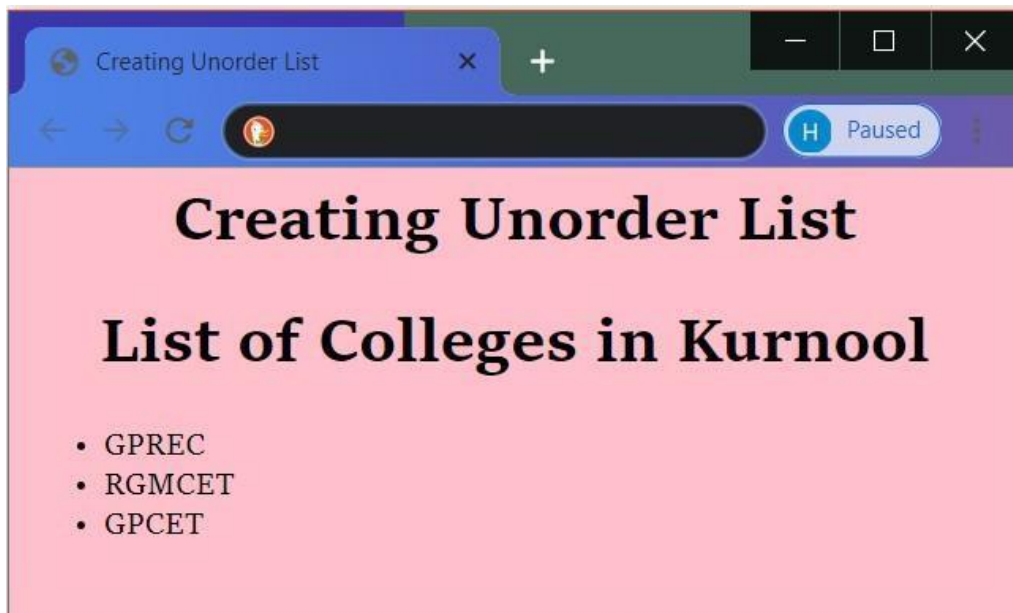 Creating Unorder List
H Paused
Creating Unorder List
List of Colleges in Kurnool
• GPREC
• RGMCET
• GPCET